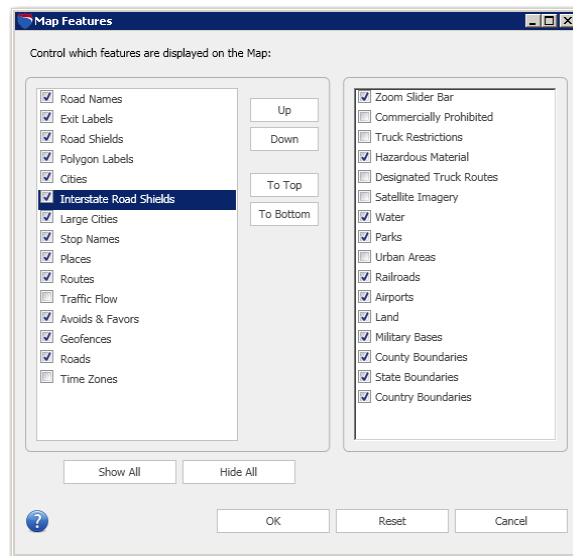 Map Features
Control which features are displayed on the Map:
Road Names
Exit Labels
Road Shields
Polygon Labels
Cities
Interstate Road Shields
Large Cities
Stop Names
Places
Routes
Traffic Flow
Avoids & Favors
Geofences
Roads
Time Zones
Up
Down
To Top
To Bottom
Zoom Slider Bar
Commercially Prohibited
Truck Restrictions
Hazardous Material
Designated Truck Routes
Satellite Imagery
Water
Parks
Urban Areas
Railroads
Airports
Land
Military Bases
County Boundaries
State Boundaries
Country Boundaries
Show All
Hide All
?
OK
Reset
Cancel